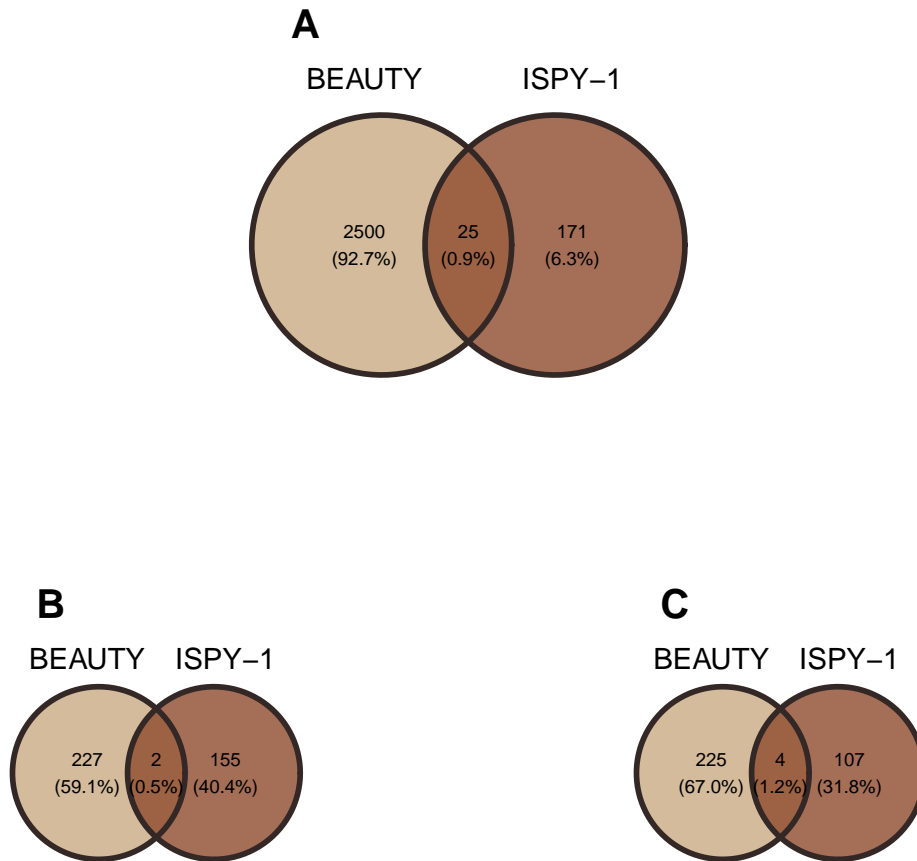 A
BEAUTY ISPY−1
2500 25 171
(92.7%) (0.9%) (6.3%)
B C
BEAUTY ISPY−1 BEAUTY ISPY−1
227 2 155 225 4 107
(59.1%) (0.5%) (40.4%) (67.0%) (1.2%) (31.8%)